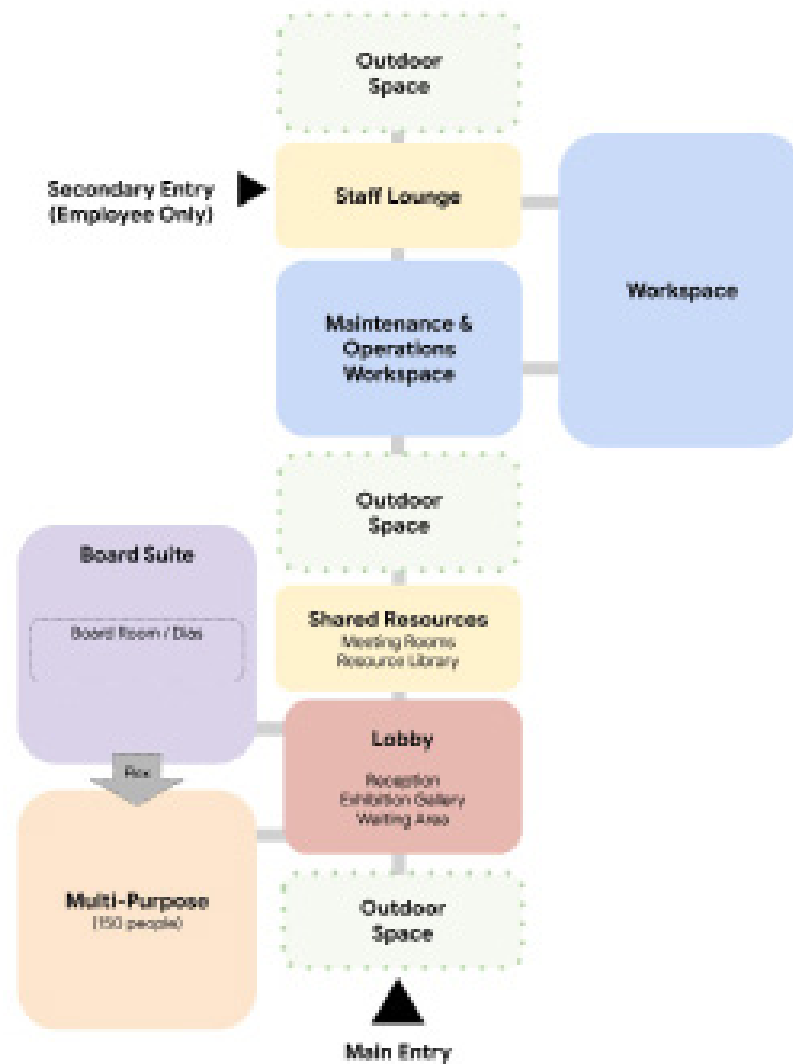 Outdoor
Space
Secondary Entry
(Employee Only)
Staff Lounge
Workspace
Maintenance &
Operations
Workspace
Outdoor
Space
Board Suite
Board Room / Dias
Shared Resources
Meeting Rooms
Resource Library
Lobby
Reception
Exhibition Gallery
Waiting Area
Flex
Multi-Purpose
(150 people)
Outdoor
Space
Main Entry